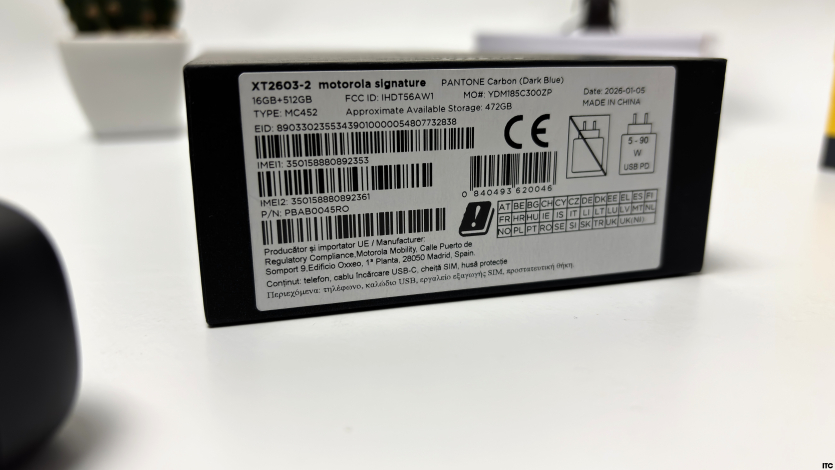 XT2603-2 motorola signature PANTONE Carbon (Dark Blue)
16GB+512GB FCC ID: IHDT56AW1 MO#: YDM185C300ZP
TYPE: MC452 Approximate Available Storage: 472GB
Date: 2026-01-05
MADE IN CHINA
EID: 89033023553439010000054807732838
IMEI1: 350158880892353
IMEI2: 350158880892361
P/N: PBAB0045RO
CE
0 840493 620046
5 - 90
W
USB PD
AT BE BG CH CY CZ DE DK EE EL ES FI
FR HR HU IE IS IT LI LT LU LV MT NL
NO PL PT RO SE SI SK TR UK UK(NI)
Producător și importator UE / Manufacturer:
Regulatory Compliance,Motorola Mobility, Calle Puerto de
Somport 9.Edificio Oxxeo, 1ª Planta, 28050 Madrid, Spain.
Conținut: telefon, cablu încărcare USB-C, cheiță SIM, husă protecție
Περιεχόμενα: τηλέφωνο, καλώδιο USB, εργαλείο εξαγωγής SIM, προστατευτική θήκη.
ITC